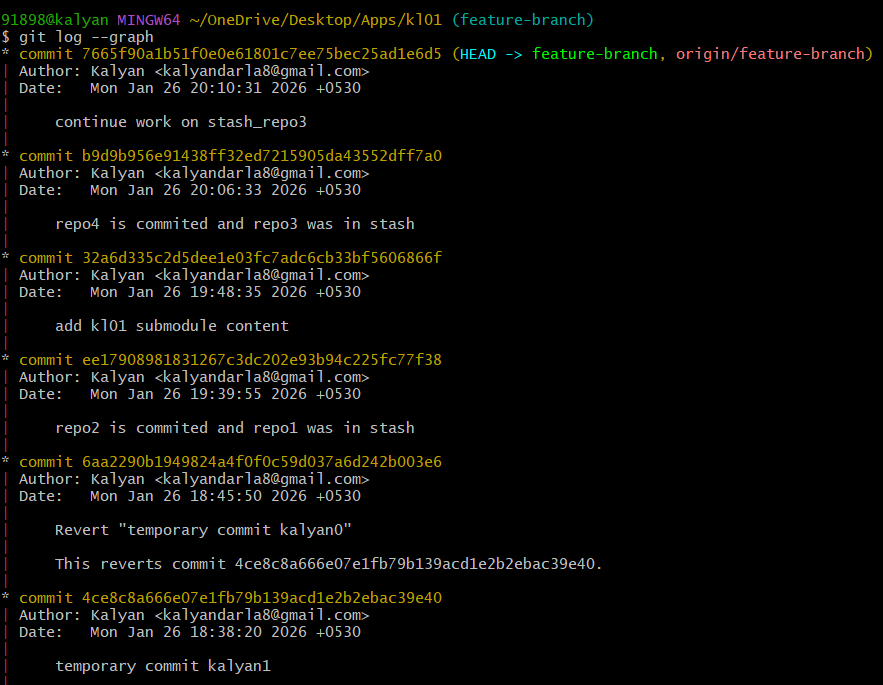 91898@kalyan MINGW64 ~/OneDrive/Desktop/Apps/kl01 (feature-branch)
$ git log --graph
* commit 7665f90a1b51f0e0e61801c7ee75bec25ad1e6d5 (HEAD -> feature-branch, origin/feature-branch)
| Author: Kalyan <kalyandarla8@gmail.com>
| Date:   Mon Jan 26 20:10:31 2026 +0530
|
|     continue work on stash_repo3
|
* commit b9d9b956e91438ff32ed7215905da43552dff7a0
| Author: Kalyan <kalyandarla8@gmail.com>
| Date:   Mon Jan 26 20:06:33 2026 +0530
|
|     repo4 is commited and repo3 was in stash
|
* commit 32a6d335c2d5dee1e03fc7adc6cb33bf5606866f
| Author: Kalyan <kalyandarla8@gmail.com>
| Date:   Mon Jan 26 19:48:35 2026 +0530
|
|     add kl01 submodule content
|
* commit ee17908981831267c3dc202e93b94c225fc77f38
| Author: Kalyan <kalyandarla8@gmail.com>
| Date:   Mon Jan 26 19:39:55 2026 +0530
|
|     repo2 is commited and repo1 was in stash
|
* commit 6aa2290b1949824a4f0f0c59d037a6d242b003e6
| Author: Kalyan <kalyandarla8@gmail.com>
| Date:   Mon Jan 26 18:45:50 2026 +0530
|
|     Revert "temporary commit kalyan0"
|
|     This reverts commit 4ce8c8a666e07e1fb79b139acd1e2b2ebac39e40.
|
* commit 4ce8c8a666e07e1fb79b139acd1e2b2ebac39e40
| Author: Kalyan <kalyandarla8@gmail.com>
| Date:   Mon Jan 26 18:38:20 2026 +0530
|
|     temporary commit kalyan1
|